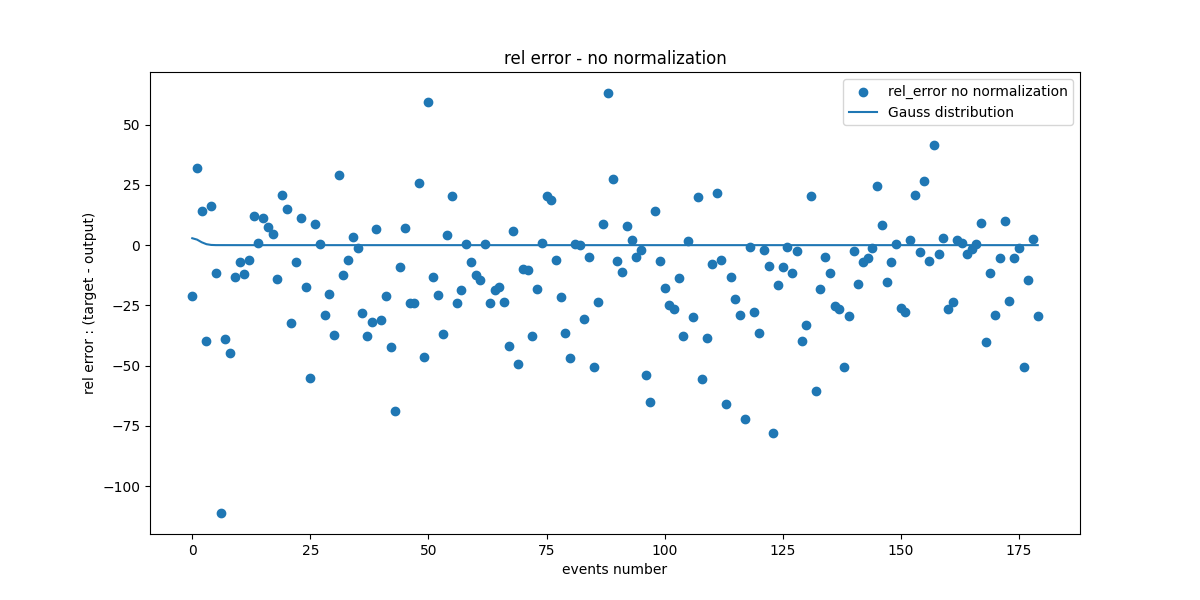 rel error - no normalization
rel_error no normalization
Gauss distribution
50
25
0
−25
−50
−75
−100
rel error : (target - output)
0 25 50 75 100 125 150 175
events number